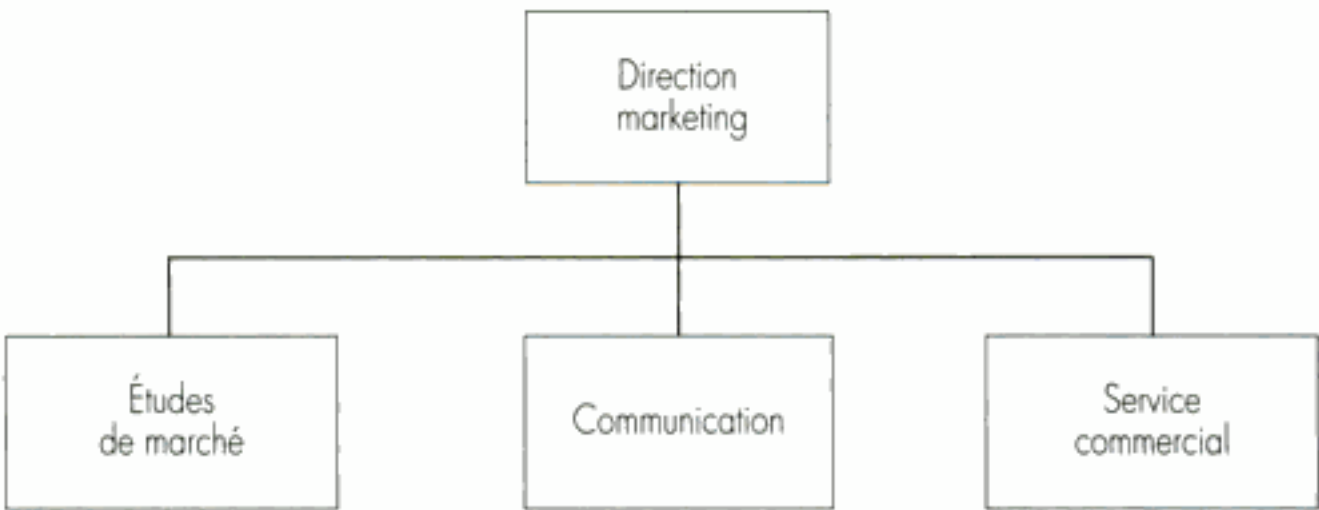 Direction
marketing
Études
de marché
Communication
Service
commercial